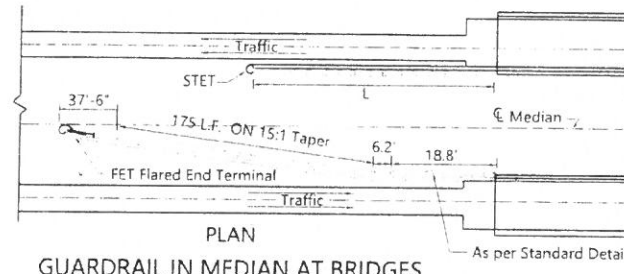 Traffic
STET
L
37'-6"
175 L.F. ON 15:1 Taper
℄ Median
6.2'
18.8'
FET Flared End Terminal
Traffic
PLAN
As per Standard Detai
GUARDRAIL IN MEDIAN AT BRIDGES